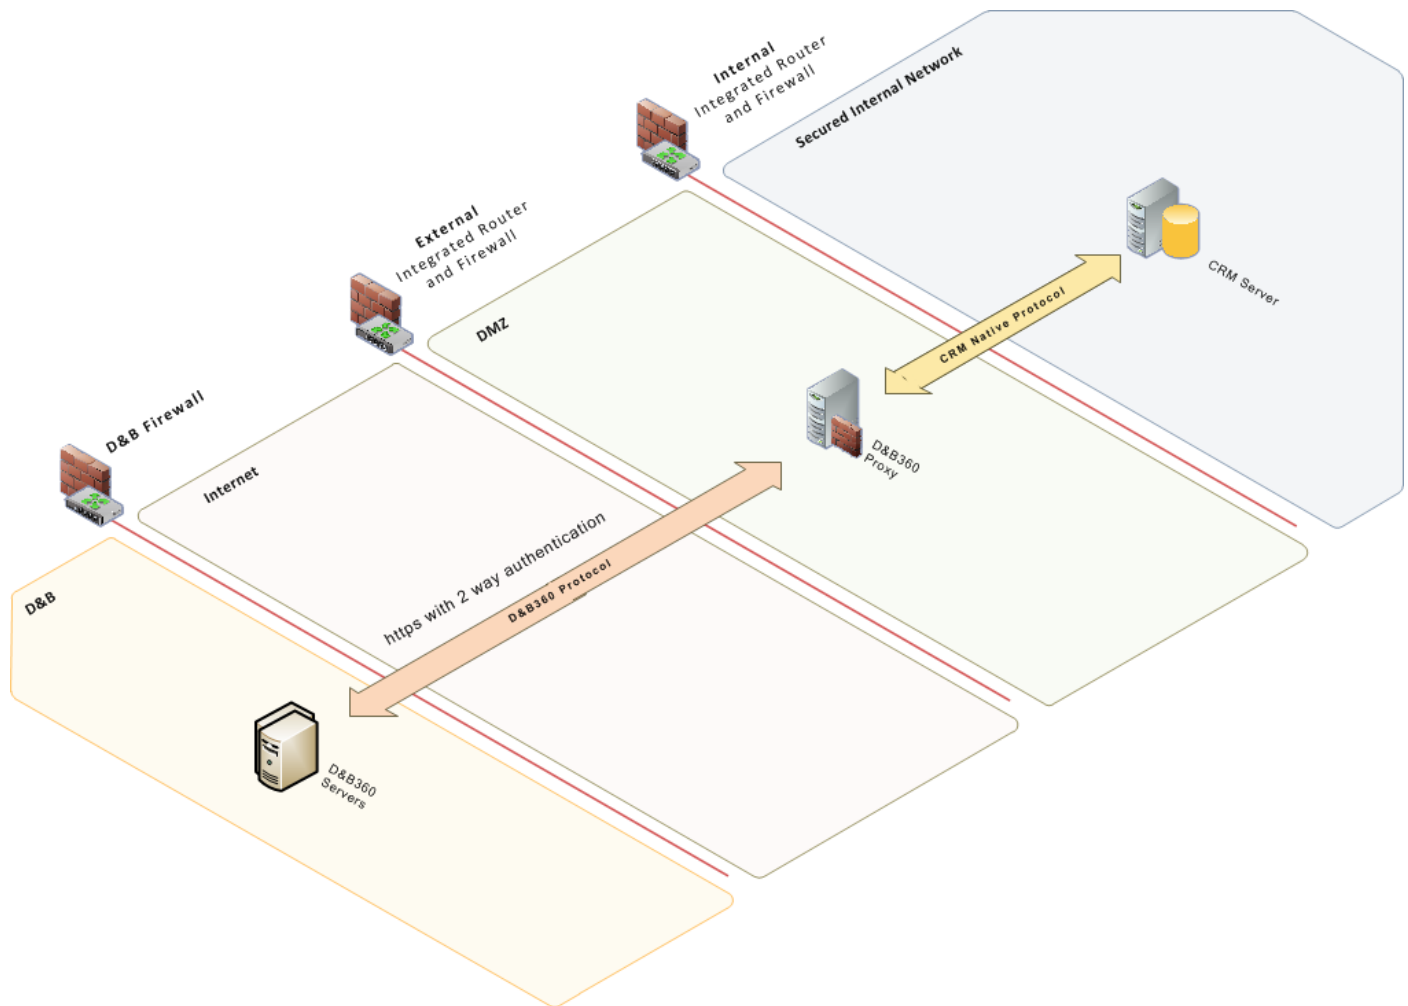 Internal
Integrated Router
and Firewall
Secured Internal Network
External
Integrated Router
and Firewall
CRM Server
DMZ
CRM Native Protocol
D&B Firewall
D&B360
Proxy
Internet
https with 2 way authentication
D&B360 Protocol
D&B
D&B360
Servers